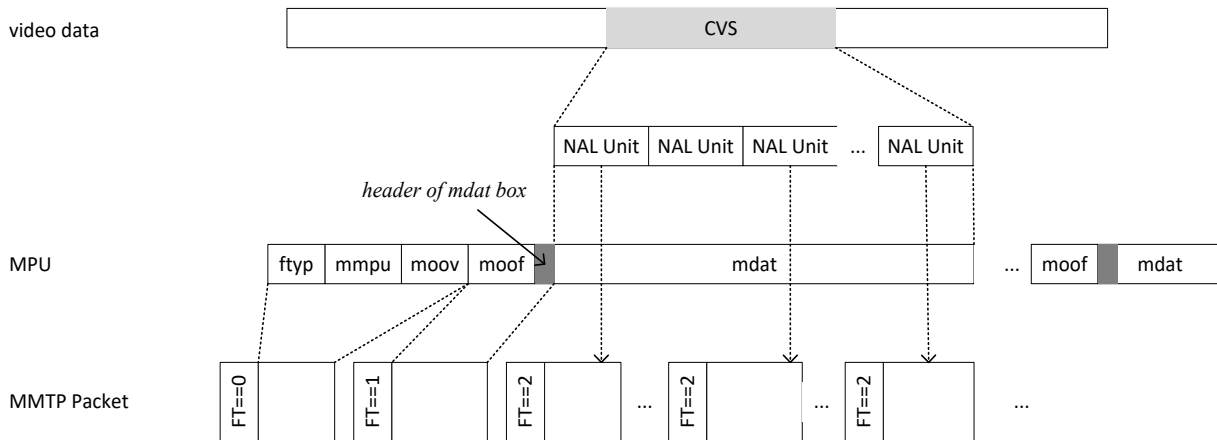 video data
CVS
NAL Unit NAL Unit NAL Unit ... NAL Unit
header of mdat box
MPU
ftyp mmpu moov moof mdat ... moof mdat
MMTP Packet
FT==0 FT==1 FT==2 ... FT==2 ... FT==2 ...